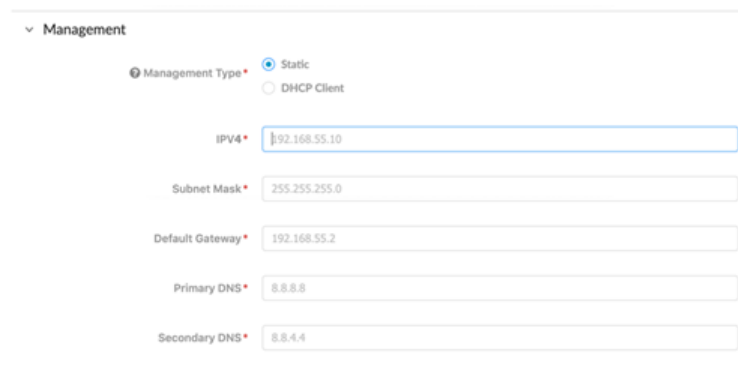 Management
Management Type* Static
DHCP Client
IPV4* 192.168.55.10
Subnet Mask* 255.255.255.0
Default Gateway* 192.168.55.2
Primary DNS* 8.8.8.8
Secondary DNS* 8.8.4.4